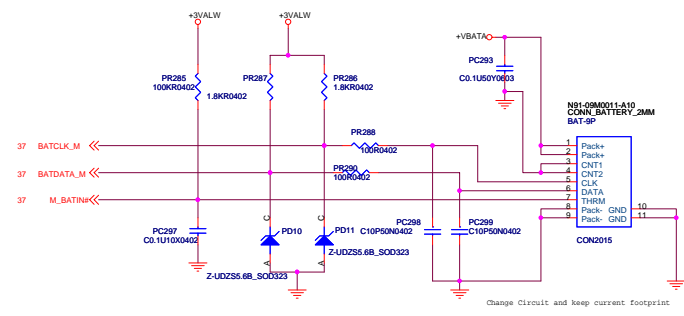 +3VALW
+3VALW
+VBATA
PC293
C0.1U50Y0603
PR285
100KR0402
PR287
1.8KR0402
PR286
1.8KR0402
N91-09M0011-A10
CONN_BATTERY_2MM
BAT-9P
37 BATCLK_M
37 BATDATA_M
37 M_BATIN#
PR288
100R0402
PR290
100R0402
1 Pack+
2 Pack+
3 CNT1
4 CNT2
5 CLK
6 DATA
7 THRM
8 Pack- GND 10
9 Pack- GND 11
CON2015
PC297
C0.1U10X0402
C PD10 A
C PD11 A
Z-UDZS5.6B_SOD323
Z-UDZS5.6B_SOD323
PC298
C10P50N0402
PC299
C10P50N0402
Change Circuit and keep current footprint